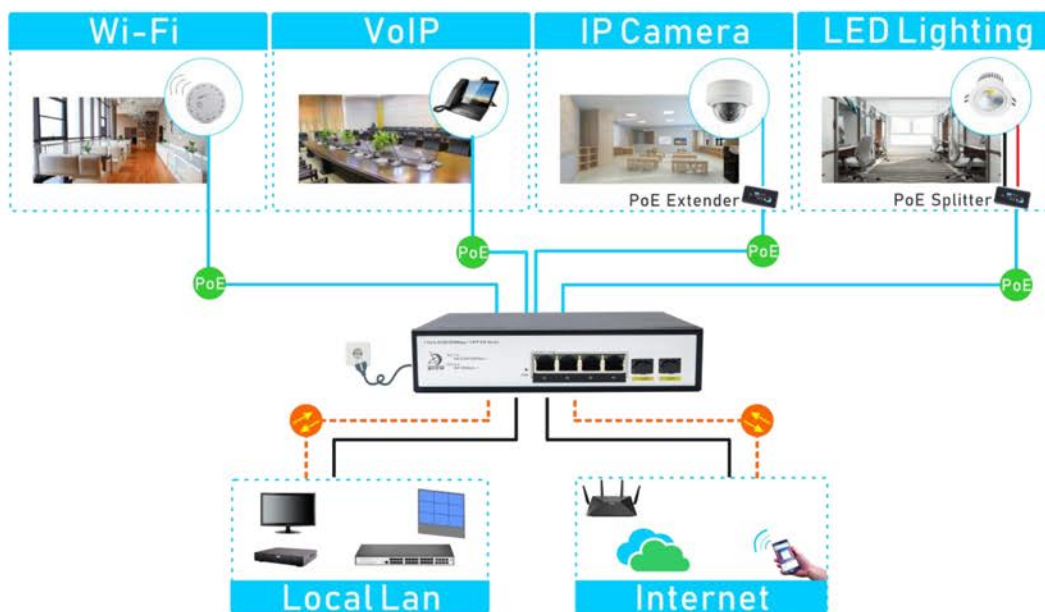 Wi-Fi
VoIP
IP Camera
LED Lighting
PoE Extender
PoE Splitter
PoE
PoE
PoE
PoE
Local Lan
Internet